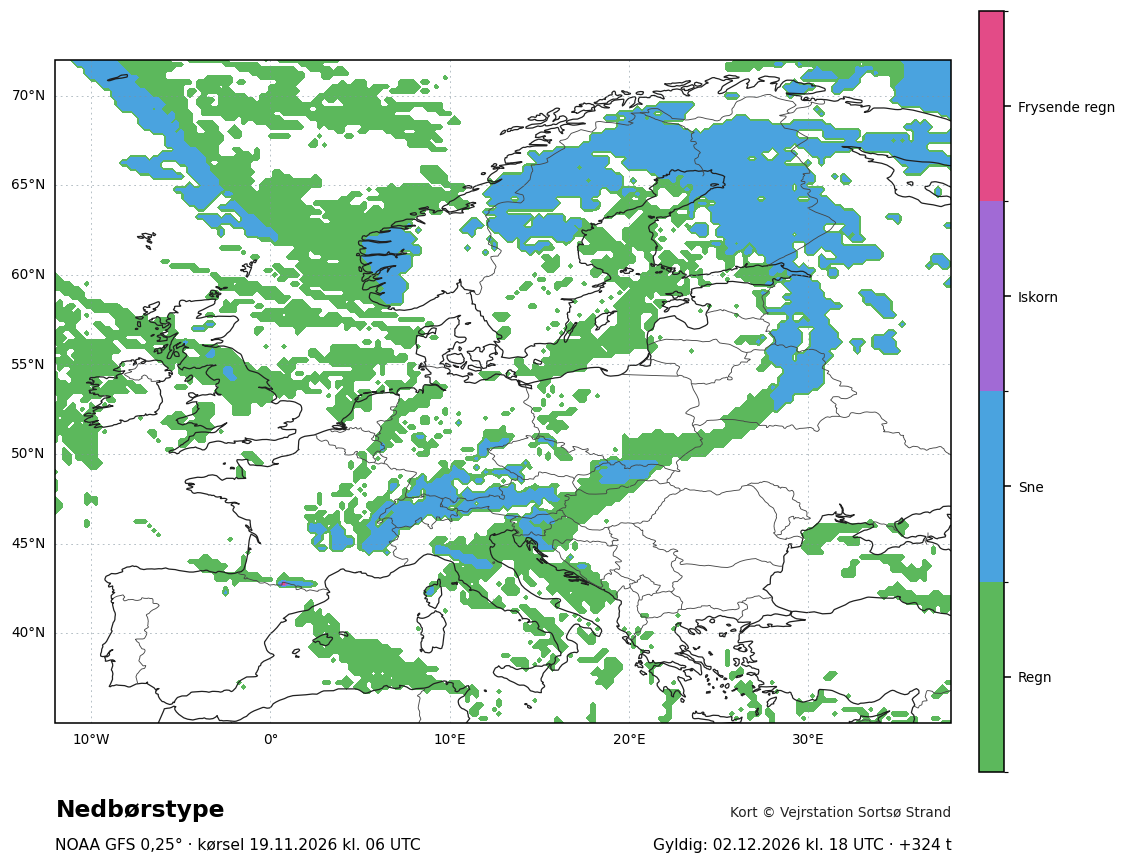 70°N
65°N
60°N
55°N
50°N
45°N
40°N
10°W
0°
10°E
20°E
30°E
Frysende regn
Iskorn
Sne
Regn
Nedbørstype
Kort © Vejrstation Sortsø Strand
NOAA GFS 0,25° · kørsel 19.11.2026 kl. 06 UTC
Gyldig: 02.12.2026 kl. 18 UTC · +324 t